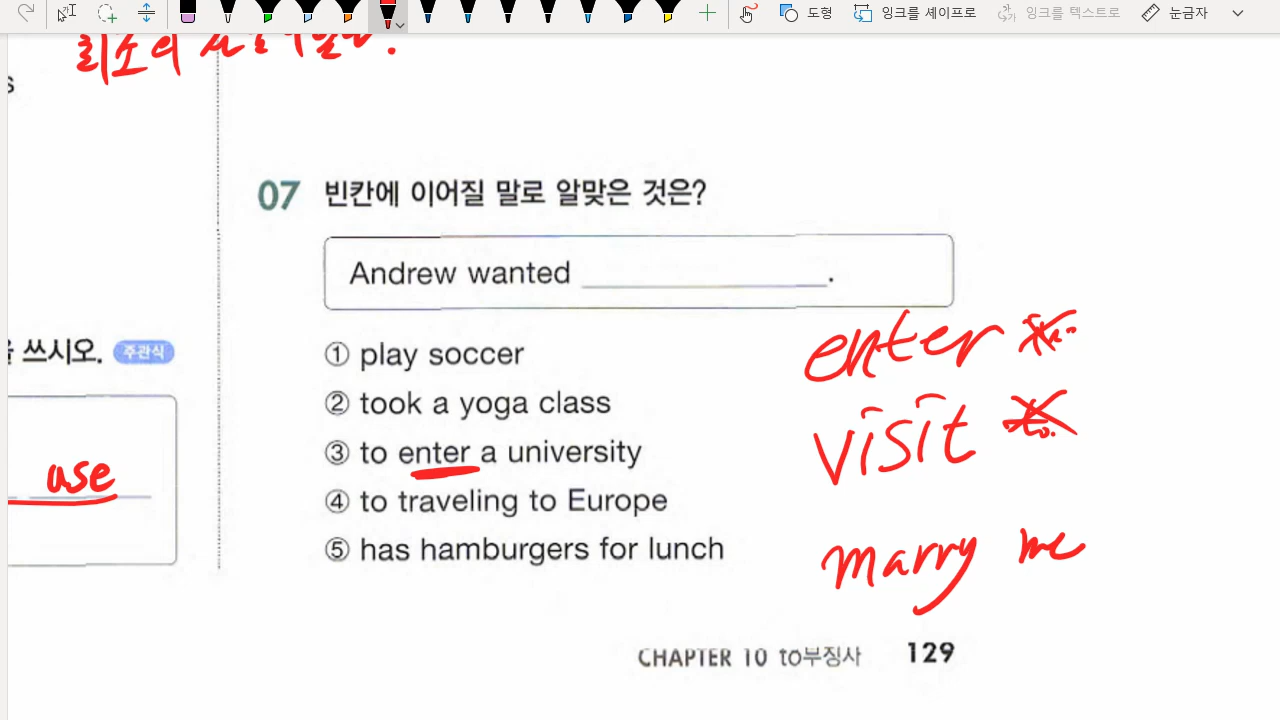 도형 잉크를 셰이프로 잉크를 텍스트로 눈금자
s
07 빈칸에 이어질 말로 알맞은 것은?
Andrew wanted ____________.
쓰시오. 주관식
① play soccer
② took a yoga class
③ to enter a university
④ to traveling to Europe
⑤ has hamburgers for lunch
use
enter
visit to.
marry me
CHAPTER 10 to부정사 129